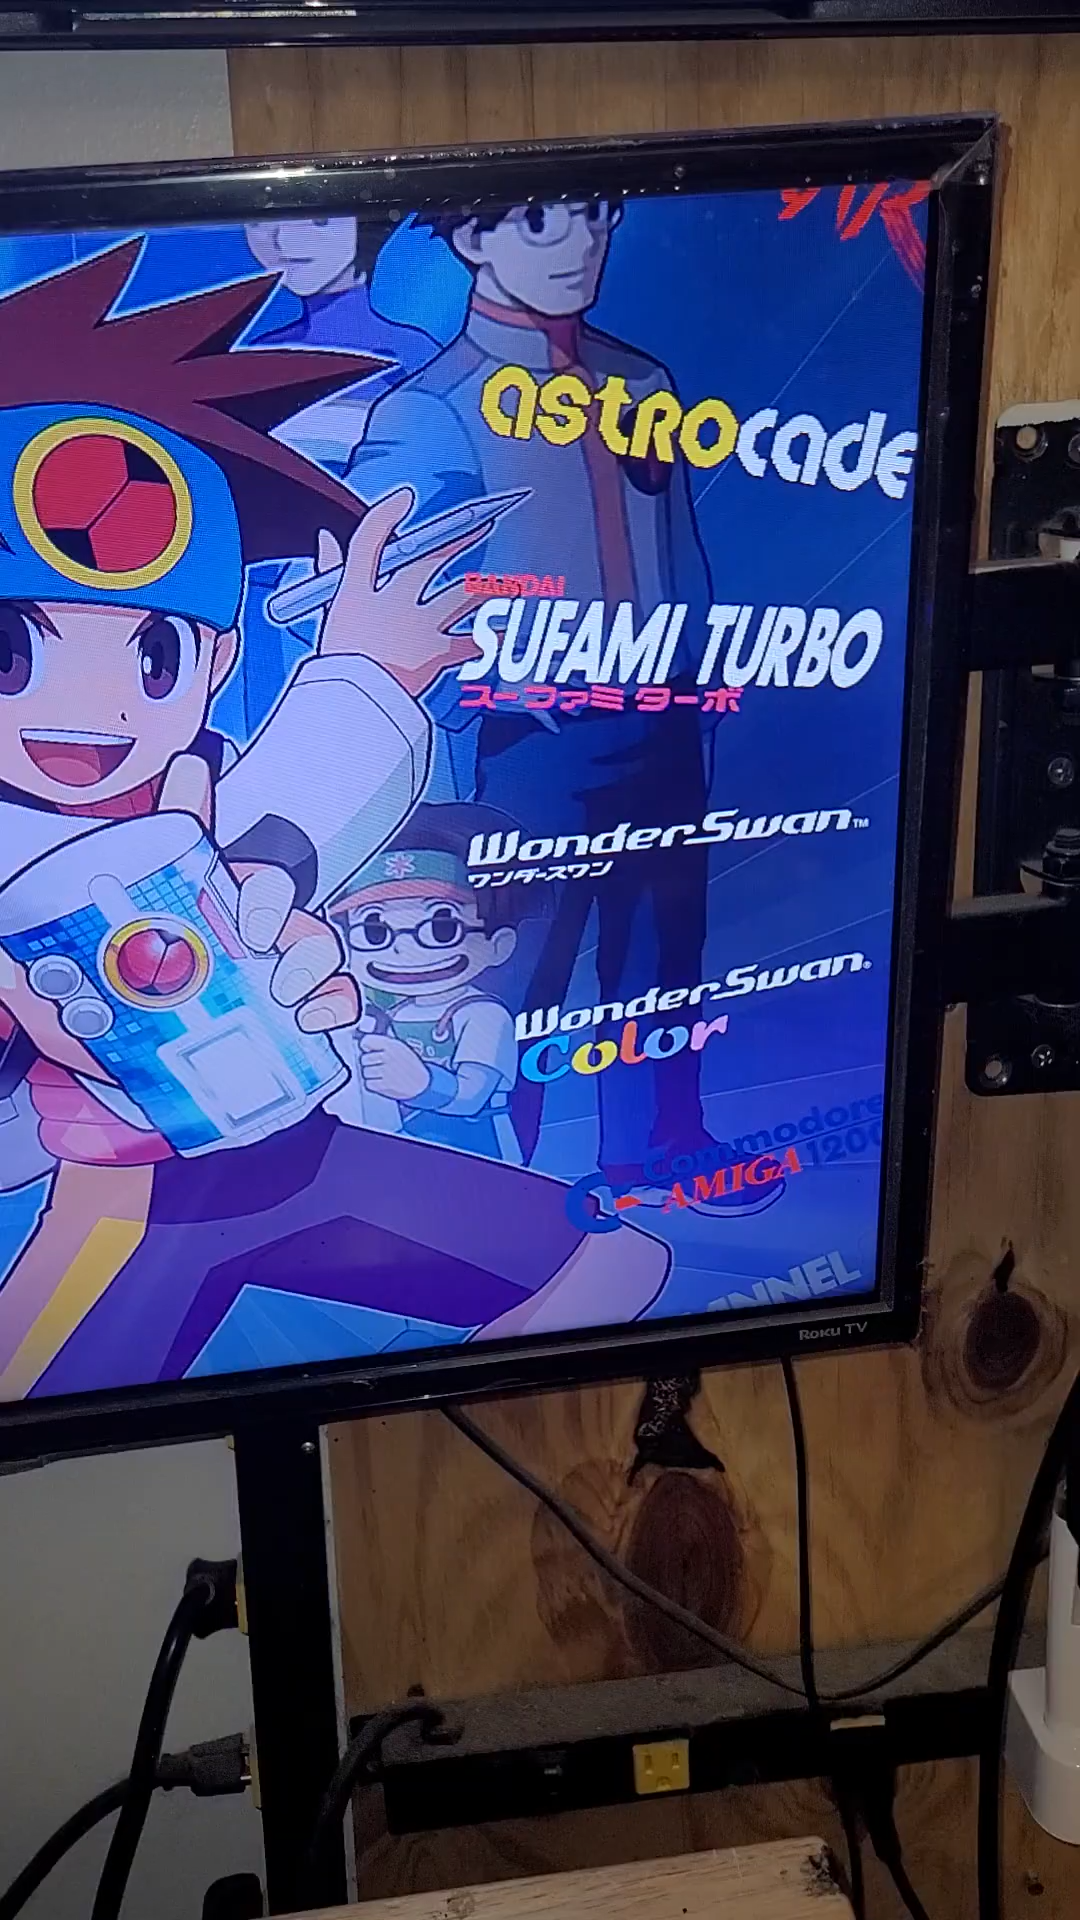 astrocade
BANDAI
SUFAMI TURBO
スーファミ ターボ
WonderSwan™
ワンダースワン
WonderSwan®
Color
Commodore
AMIGA 1200
Roku TV